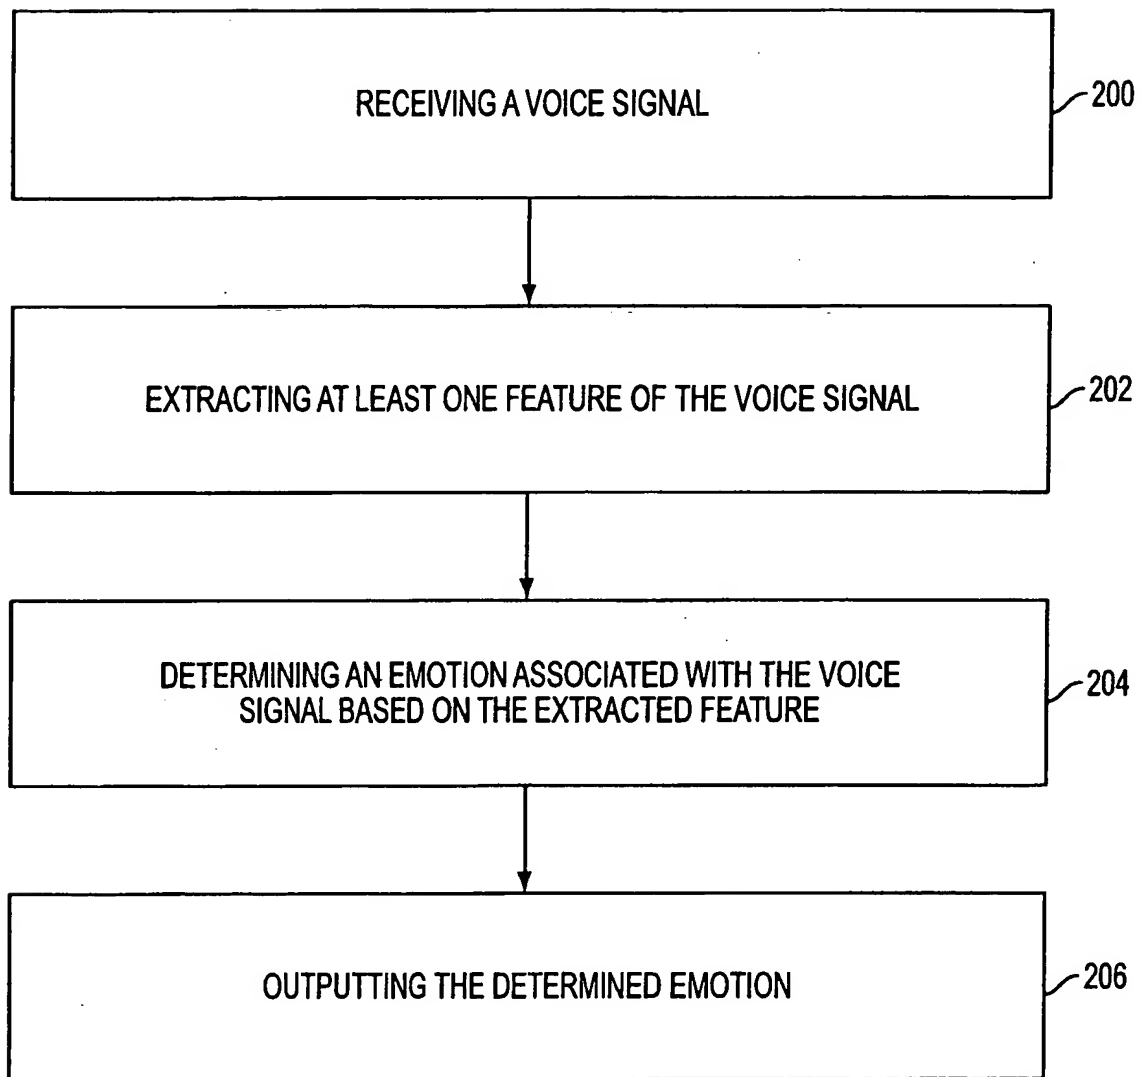 RECEIVING A VOICE SIGNAL
200
EXTRACTING AT LEAST ONE FEATURE OF THE VOICE SIGNAL
202
DETERMINING AN EMOTION ASSOCIATED WITH THE VOICE
SIGNAL BASED ON THE EXTRACTED FEATURE
204
OUTPUTTING THE DETERMINED EMOTION
206